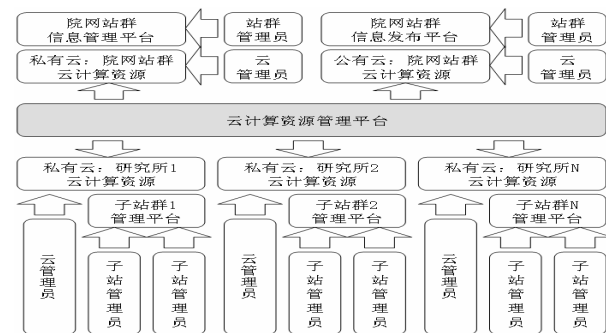 院网站群
信息管理平台
站群
管理员
院网站群
信息发布平台
站群
管理员
私有云：院网站群
云计算资源
云
管理员
公有云：院网站群
云计算资源
云
管理员
云计算资源管理平台
私有云：研究所1
云计算资源
私有云：研究所2
云计算资源
私有云：研究所N
云计算资源
子站群1
管理平台
子站群2
管理平台
子站群N
管理平台
云管理员
子站管理员
子站管理员
云管理员
子站管理员
子站管理员
云管理员
子站管理员
子站管理员